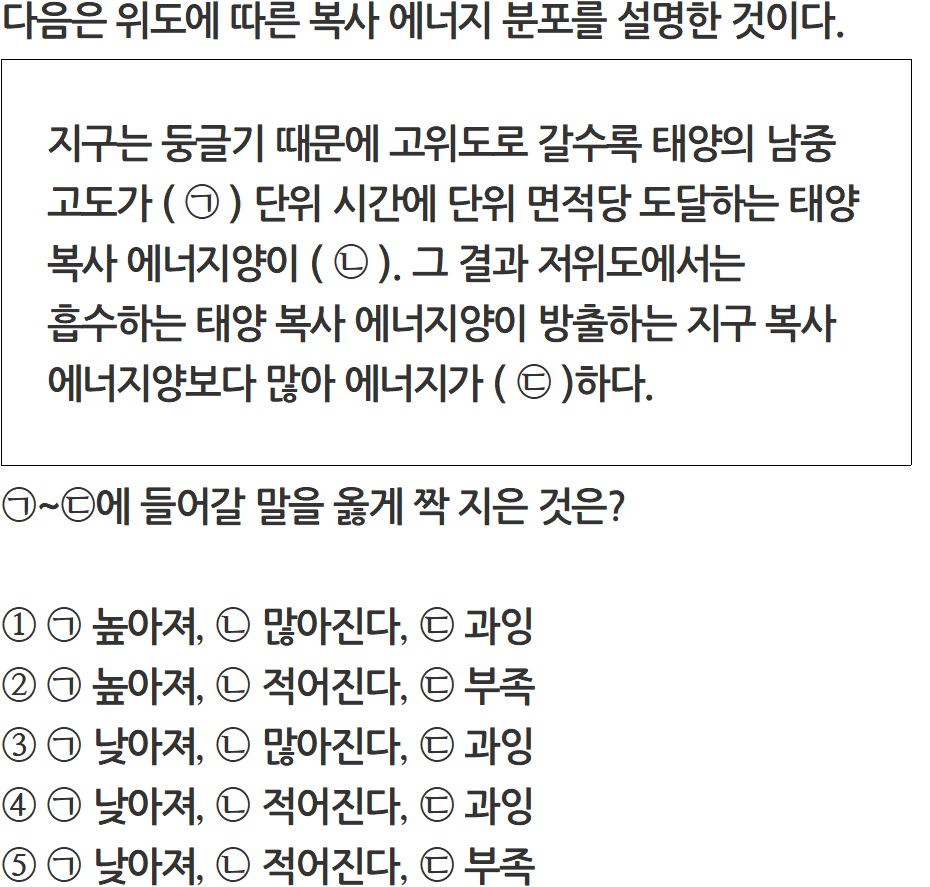 다음은 위도에 따른 복사 에너지 분포를 설명한 것이다.
지구는 둥글기 때문에 고위도로 갈수록 태양의 남중
고도가 ( ㉠ ) 단위 시간에 단위 면적당 도달하는 태양
복사 에너지양이 ( ㉡ ). 그 결과 저위도에서는
흡수하는 태양 복사 에너지양이 방출하는 지구 복사
에너지양보다 많아 에너지가 ( ㉢ )하다.
㉠~㉢에 들어갈 말을 옳게 짝 지은 것은?
① ㉠ 높아져, ㉡ 많아진다, ㉢ 과잉
② ㉠ 높아져, ㉡ 적어진다, ㉢ 부족
③ ㉠ 낮아져, ㉡ 많아진다, ㉢ 과잉
④ ㉠ 낮아져, ㉡ 적어진다, ㉢ 과잉
⑤ ㉠ 낮아져, ㉡ 적어진다, ㉢ 부족